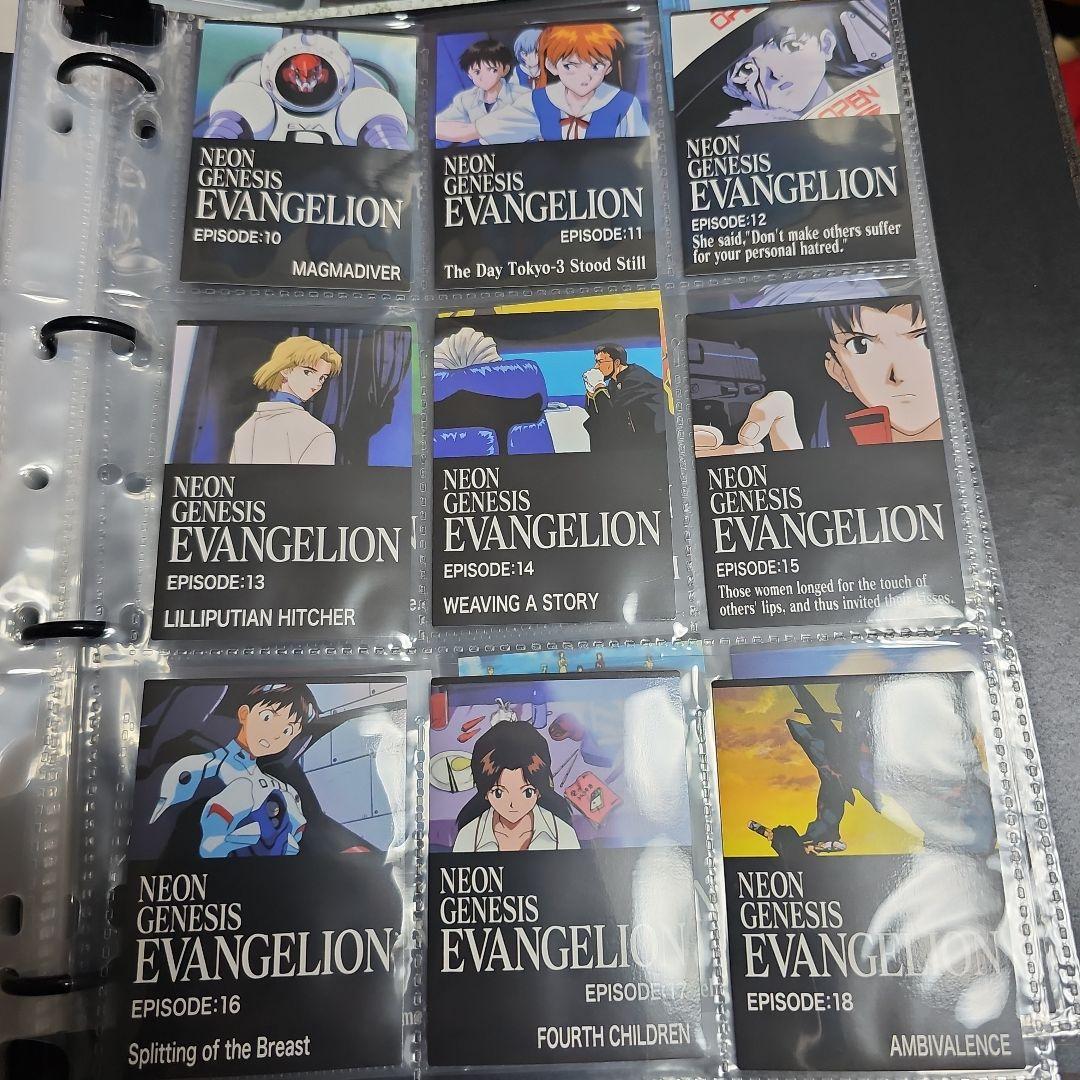 OPEN
OPEN
NEON
GENESIS
EVANGELION
EPISODE:10
MAGMADIVER
NEON
GENESIS
EVANGELION
EPISODE:11
The Day Tokyo-3 Stood Still
NEON
GENESIS
EVANGELION
EPISODE:12
She said,"Don't make others suffer
for your personal hatred."
NEON
GENESIS
EVANGELION
EPISODE:13
LILLIPUTIAN HITCHER
NEON
GENESIS
EVANGELION
EPISODE:14
WEAVING A STORY
NEON
GENESIS
EVANGELION
EPISODE:15
Those women longed for the touch of
others' lips, and thus invited their kisses.
NEON
GENESIS
EVANGELION
EPISODE:16
Splitting of the Breast
NEON
GENESIS
EVANGELION
EPISODE:17
FOURTH CHILDREN
NEON
GENESIS
EVANGELION
EPISODE:18
AMBIVALENCE